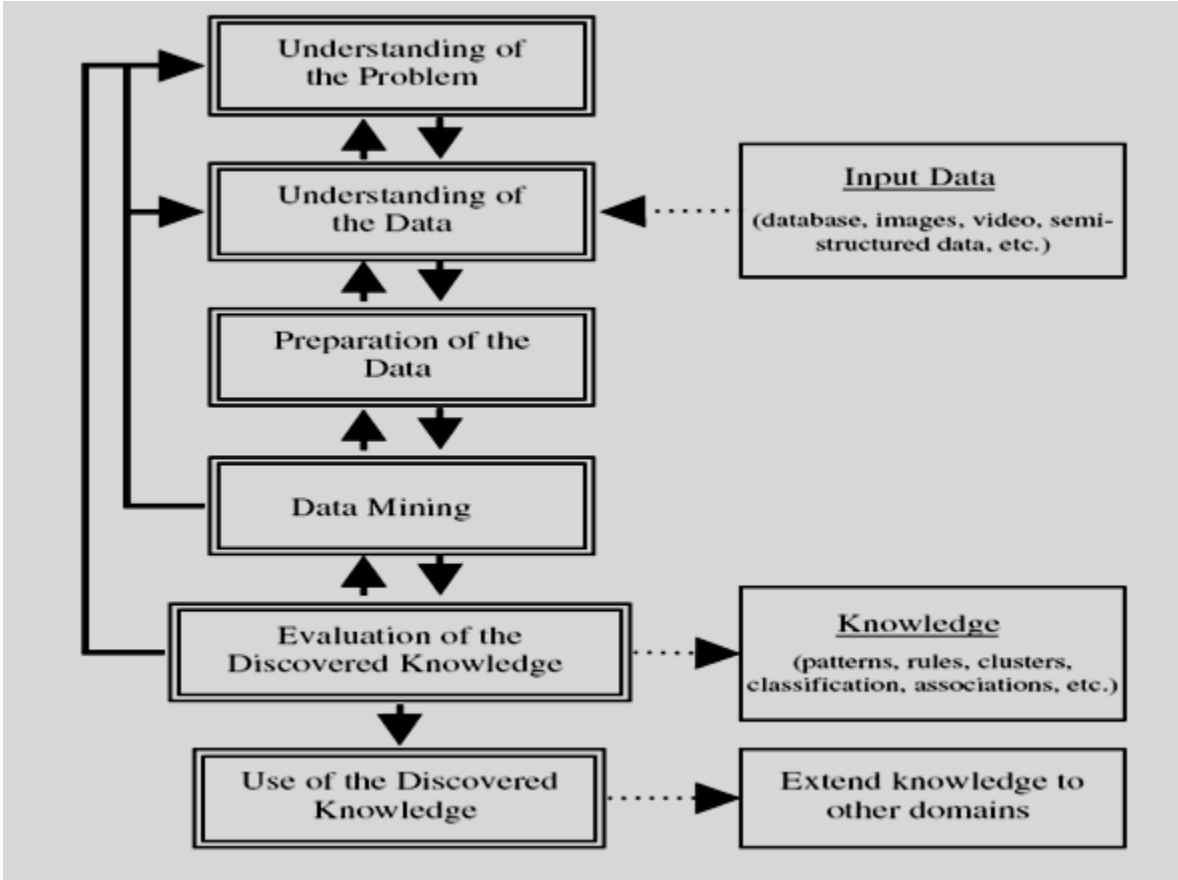 Understanding of
the Problem
Understanding of
the Data
Input Data
(database, images, video, semi-
structured data, etc.)
Preparation of the
Data
Data Mining
Evaluation of the
Discovered Knowledge
Knowledge
(patterns, rules, clusters,
classification, associations, etc.)
Use of the Discovered
Knowledge
Extend knowledge to
other domains